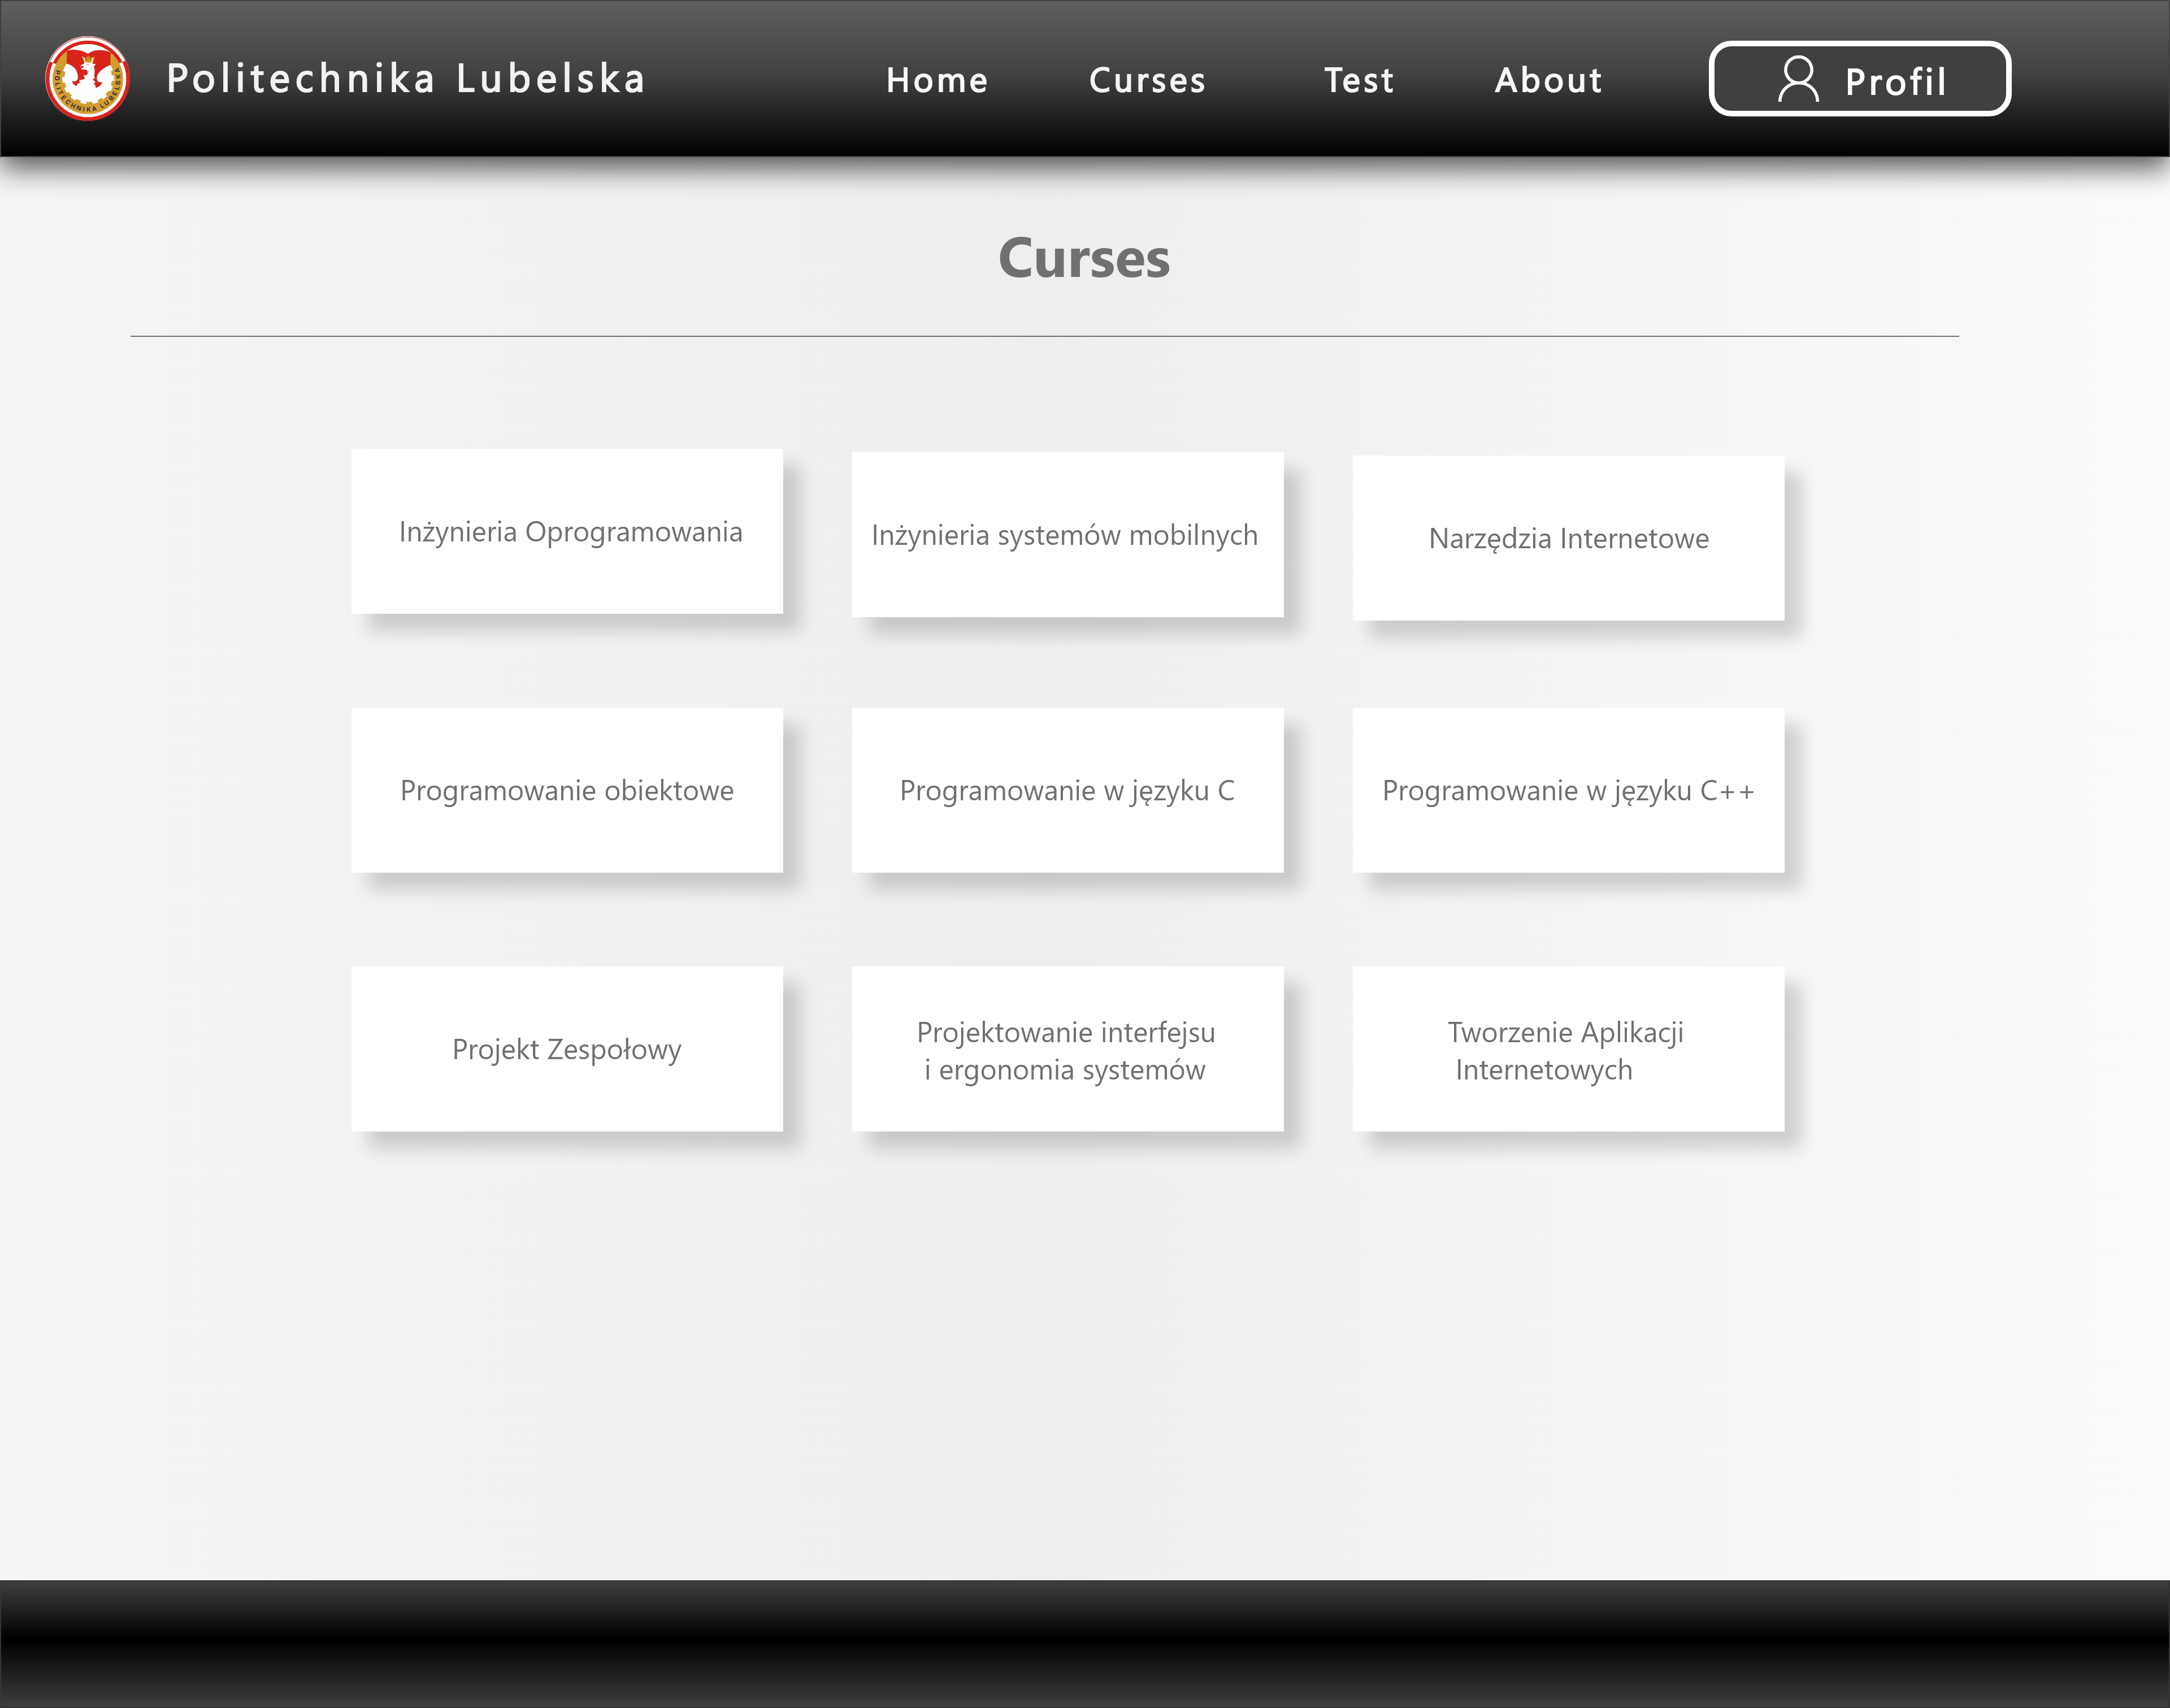 POLITECHNIKA LUBELSKA
Politechnika Lubelska
Home
Curses
Test
About
Profil
Curses
Inżynieria Oprogramowania
Inżynieria systemów mobilnych
Narzędzia Internetowe
Programowanie obiektowe
Programowanie w języku C
Programowanie w języku C++
Projekt Zespołowy
Projektowanie interfejsu
i ergonomia systemów
Tworzenie Aplikacji
Internetowych